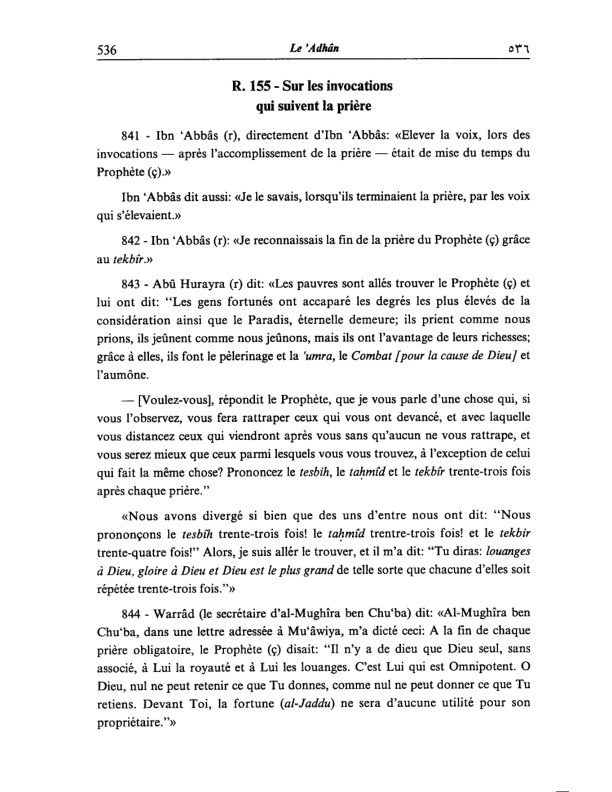 536 Le 'Adhân ٥٣٦
R. 155 - Sur les invocations
qui suivent la prière
841 - Ibn ‘Abbâs (r), directement d’Ibn ‘Abbâs: «Elever la voix, lors des
invocations — après l’accomplissement de la prière — était de mise du temps du
Prophète (ç).»
Ibn ‘Abbâs dit aussi: «Je le savais, lorsqu’ils terminaient la prière, par les voix
qui s’élevaient.»
842 - Ibn ‘Abbâs (r): «Je reconnaissais la fin de la prière du Prophète (ç) grâce
au tekbîr.»
843 - Abû Hurayra (r) dit: «Les pauvres sont allés trouver le Prophète (ç) et
lui ont dit: “Les gens fortunés ont accaparé les degrés les plus élevés de la
considération ainsi que le Paradis, éternelle demeure; ils prient comme nous
prions, ils jeûnent comme nous jeûnons, mais ils ont l’avantage de leurs richesses;
grâce à elles, ils font le pèlerinage et la ‘umra, le Combat [pour la cause de Dieu] et
l’aumône.
— [Voulez-vous], répondit le Prophète, que je vous parle d’une chose qui, si
vous l’observez, vous fera rattraper ceux qui vous ont devancé, et avec laquelle
vous distancez ceux qui viendront après vous sans qu’aucun ne vous rattrape, et
vous serez mieux que ceux parmi lesquels vous vous trouvez, à l’exception de celui
qui fait la même chose? Prononcez le tesbîh, le taḥmîd et le tekbîr trente-trois fois
après chaque prière.”
«Nous avons divergé si bien que des uns d’entre nous ont dit: “Nous
prononçons le tesbîh trente-trois fois! le taḥmîd trentre-trois fois! et le tekbîr
trente-quatre fois!” Alors, je suis allér le trouver, et il m’a dit: “Tu diras: louanges
à Dieu, gloire à Dieu et Dieu est le plus grand de telle sorte que chacune d’elles soit
répétée trente-trois fois.”»
844 - Warrâd (le secrétaire d’al-Mughîra ben Chu‘ba) dit: «Al-Mughîra ben
Chu‘ba, dans une lettre adressée à Mu‘âwiya, m’a dicté ceci: A la fin de chaque
prière obligatoire, le Prophète (ç) disait: “Il n’y a de dieu que Dieu seul, sans
associé, à Lui la royauté et à Lui les louanges. C’est Lui qui est Omnipotent. O
Dieu, nul ne peut retenir ce que Tu donnes, comme nul ne peut donner ce que Tu
retiens. Devant Toi, la fortune (al-Jaddu) ne sera d’aucune utilité pour son
propriétaire.”»